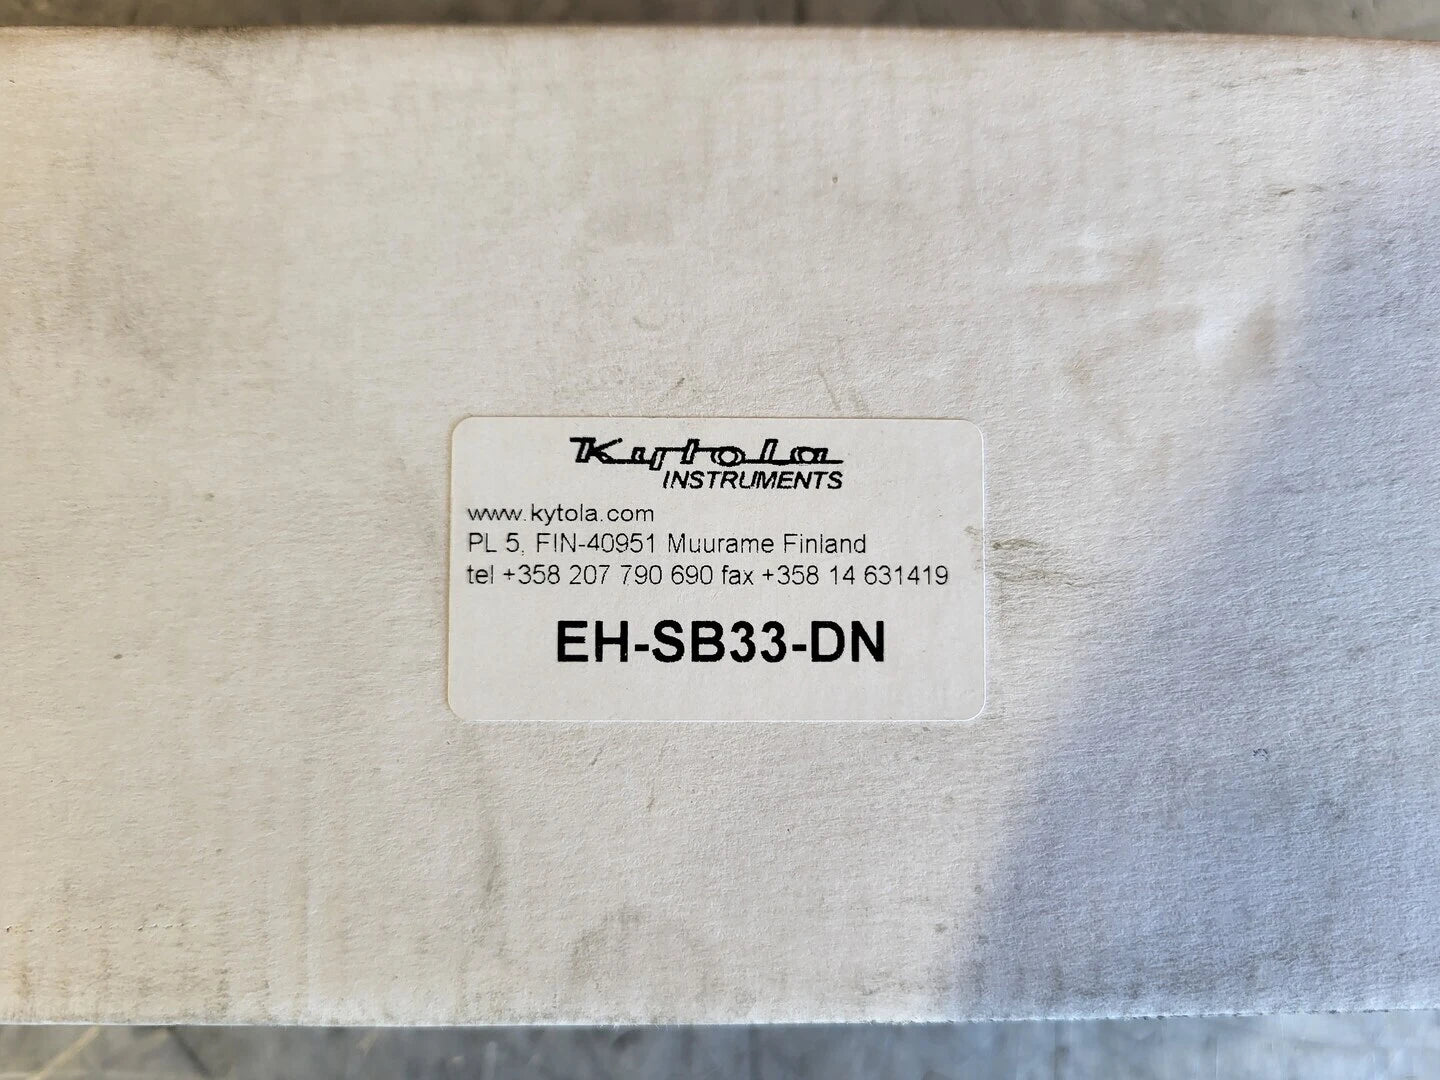 Kytola
INSTRUMENTS
www.kytola.com
PL 5, FIN-40951 Muurame Finland
tel +358 207 790 690 fax +358 14 631419
EH-SB33-DN